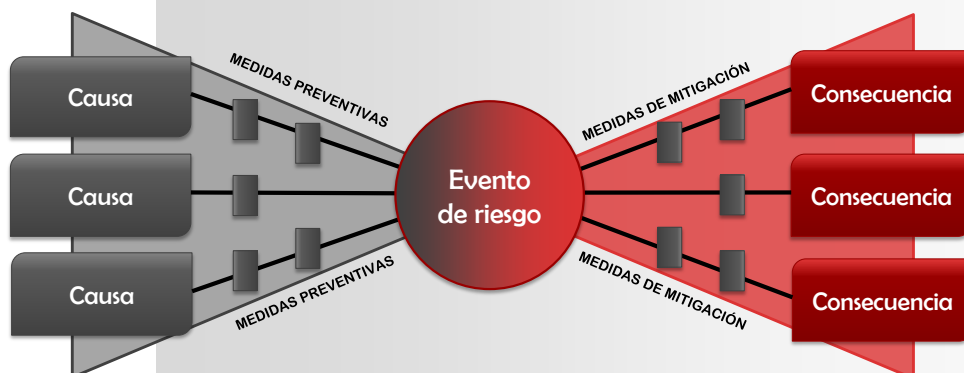 MEDIDAS PREVENTIVAS
MEDIDAS DE MITIGACIÓN
Causa
Consecuencia
Causa
Evento
de riesgo
Consecuencia
Causa
Consecuencia
MEDIDAS PREVENTIVAS
MEDIDAS DE MITIGACIÓN